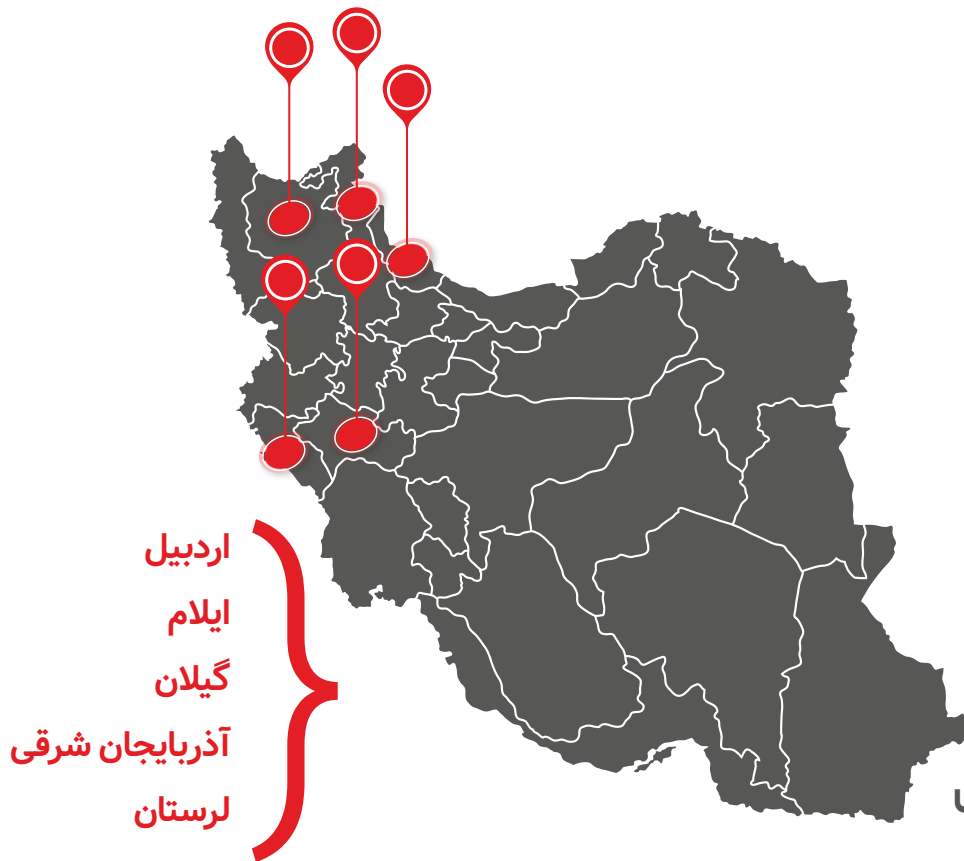 اردبیل
ایلام
گیلان
آذربایجان شرقی
لرستان